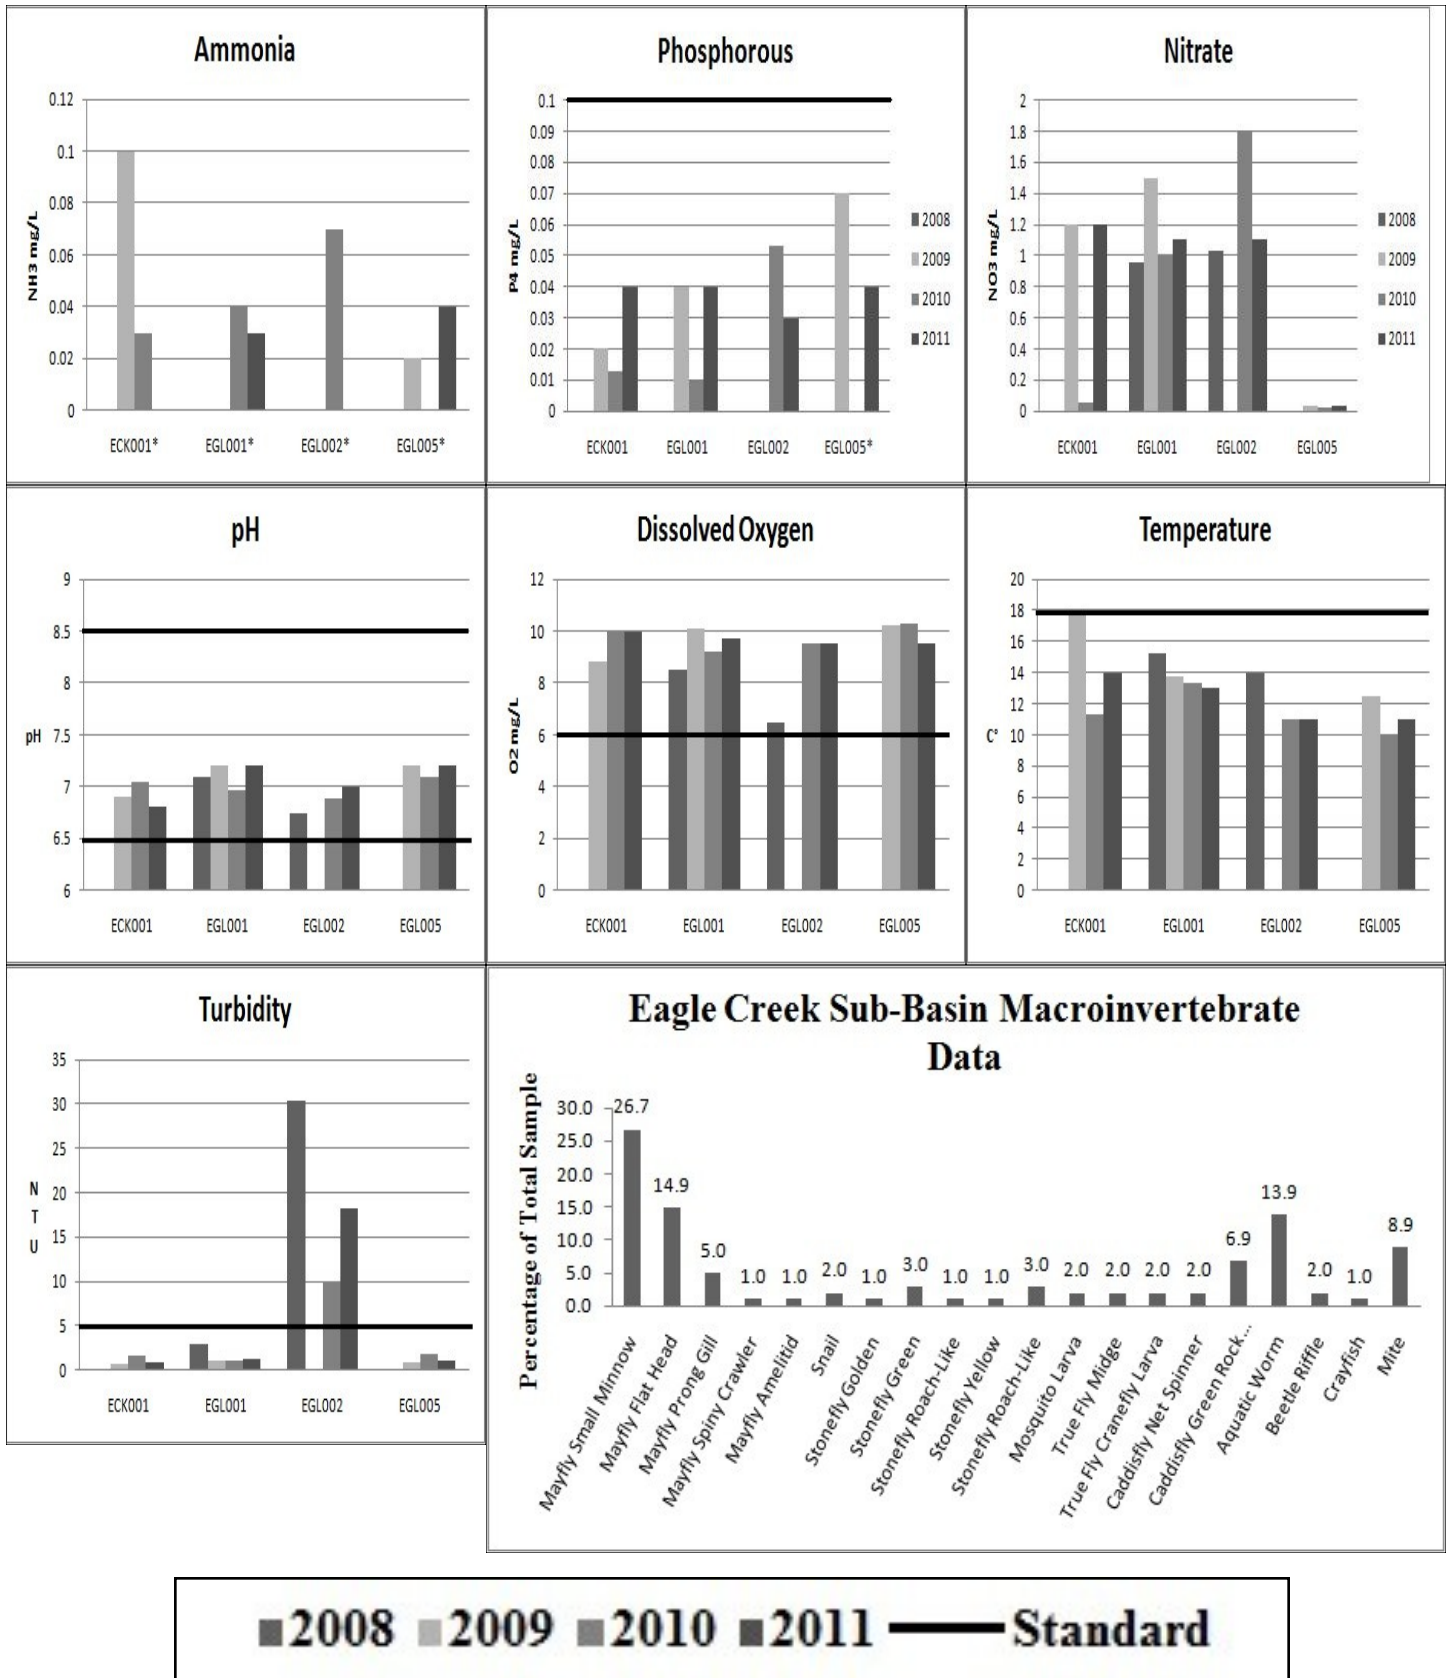 Ammonia
0.12
0.1
0.08
0.06
0.04
0.02
0
NH3 mg/L
ECK001* EGL001* EGL002* EGL005*
Phosphorous
0.1
0.09
0.08
0.07
0.06
0.05
0.04
0.03
0.02
0.01
0
P4 mg/L
ECK001 EGL001 EGL002 EGL005*
2008
2009
2010
2011
Nitrate
2
1.8
1.6
1.4
1.2
1
0.8
0.6
0.4
0.2
0
NO3 mg/L
ECK001 EGL001 EGL002 EGL005
2008
2009
2010
2011
pH
9
8.5
8
7.5
7
6.5
6
pH
ECK001 EGL001 EGL002 EGL005
Dissolved Oxygen
12
10
8
6
4
2
0
O2 mg/L
ECK001 EGL001 EGL002 EGL005
Temperature
20
18
16
14
12
10
8
6
4
2
0
C°
ECK001 EGL001 EGL002 EGL005
Turbidity
35
30
25
20
15
10
5
0
N
T
U
ECK001 EGL001 EGL002 EGL005
Eagle Creek Sub-Basin Macroinvertebrate
Data
Percentage of Total Sample
30.0
25.0
20.0
15.0
10.0
5.0
0.0
26.7
14.9
5.0
1.0
1.0
2.0
1.0
3.0
1.0
1.0
3.0
2.0
2.0
2.0
2.0
6.9
13.9
2.0
1.0
8.9
Mayfly Small Minnow
Mayfly Flat Head
Mayfly Prong Gill
Mayfly Spiny Crawler
Mayfly Amelitid
Snail
Stonefly Golden
Stonefly Green
Stonefly Roach-Like
Stonefly Yellow
Stonefly Roach-Like
Mosquito Larva
True Fly Midge
True Fly Cranefly Larva
Caddisfly Net Spinner
Caddisfly Green Rock...
Aquatic Worm
Beetle Riffle
Crayfish
Mite
2008 2009 2010 2011 Standard